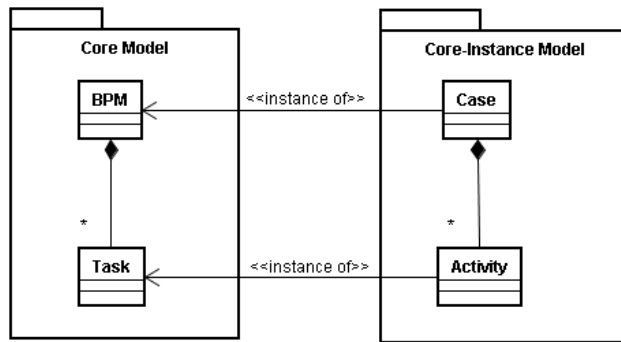 Core Model
Core-Instance Model
BPM
<<instance of>>
Case
*
*
Task
<<instance of>>
Activity